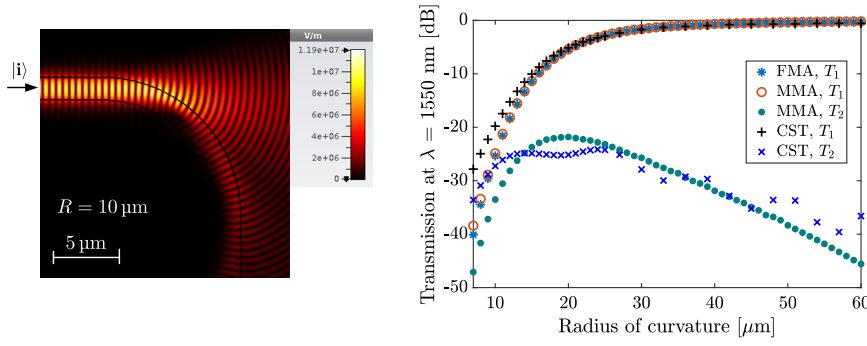 V/m
1.19e+07
1e+07
8e+06
6e+06
4e+06
2e+06
0
|i⟩
R = 10 μm
5 μm
Transmission at λ = 1550 nm [dB]
0
-10
-20
-30
-40
-50
10
20
30
40
50
60
Radius of curvature [μm]
FMA, T₁
MMA, T₁
MMA, T₂
CST, T₁
CST, T₂